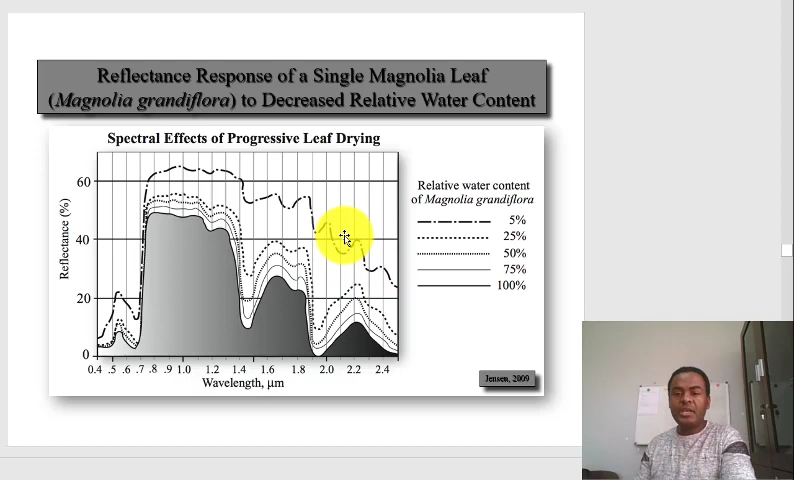 Reflectance Response of a Single Magnolia Leaf
(Magnolia grandiflora) to Decreased Relative Water Content
Spectral Effects of Progressive Leaf Drying
Reflectance (%)
60
40
20
0
0.4 .5 .6 .7 .8 .9 1.0 1.2 1.4 1.6 1.8 2.0 2.2 2.4
Wavelength, μm
Relative water content
of Magnolia grandiflora
5%
25%
50%
75%
100%
Jensen, 2009